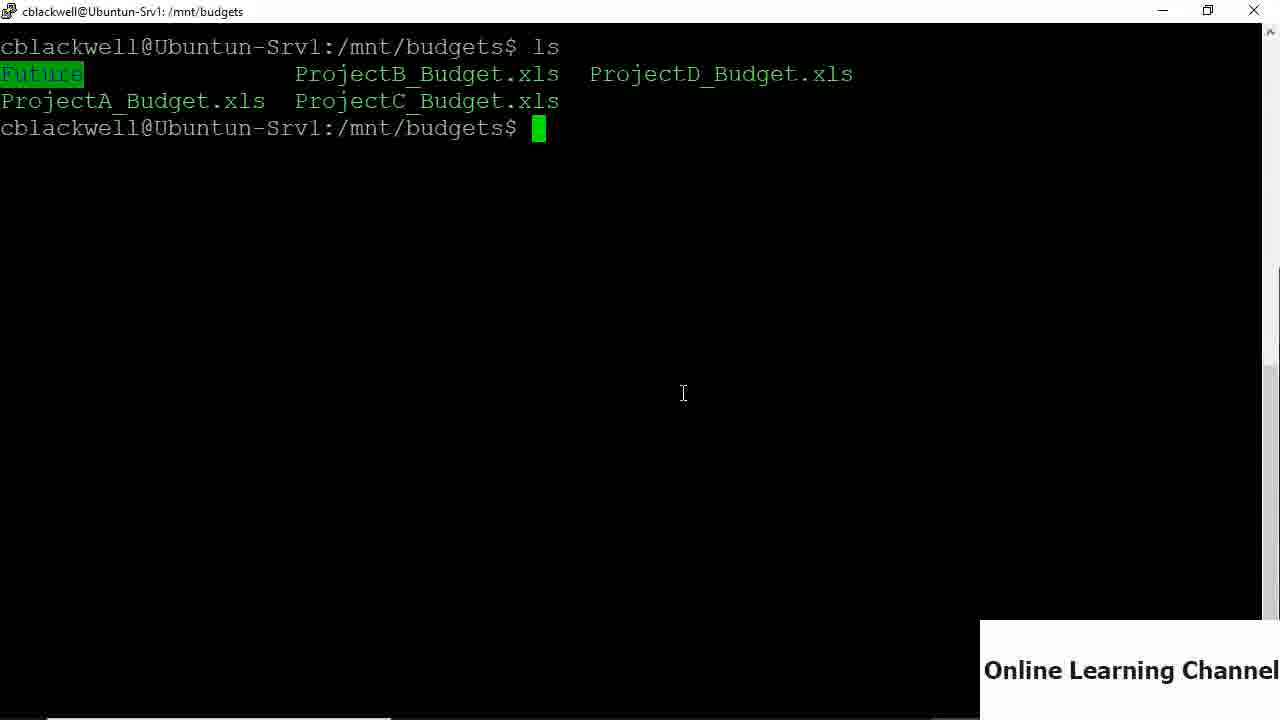 cblackwell@Ubuntun-Srv1: /mnt/budgets
cblackwell@Ubuntun-Srv1:/mnt/budgets$ ls
Future ProjectB_Budget.xls ProjectD_Budget.xls
ProjectA_Budget.xls ProjectC_Budget.xls
cblackwell@Ubuntun-Srv1:/mnt/budgets$
Online Learning Channel